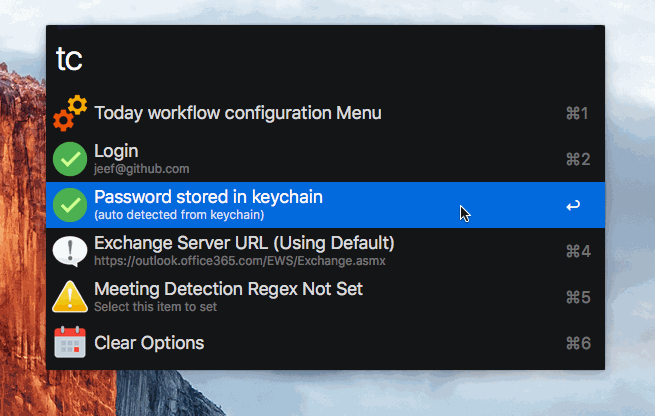 tc
Today workflow configuration Menu ⌘1
Login
jeef@github.com ⌘2
Password stored in keychain
(auto detected from keychain) ↩
Exchange Server URL (Using Default)
https://outlook.office365.com/EWS/Exchange.asmx ⌘4
Meeting Detection Regex Not Set
Select this item to set ⌘5
Clear Options ⌘6